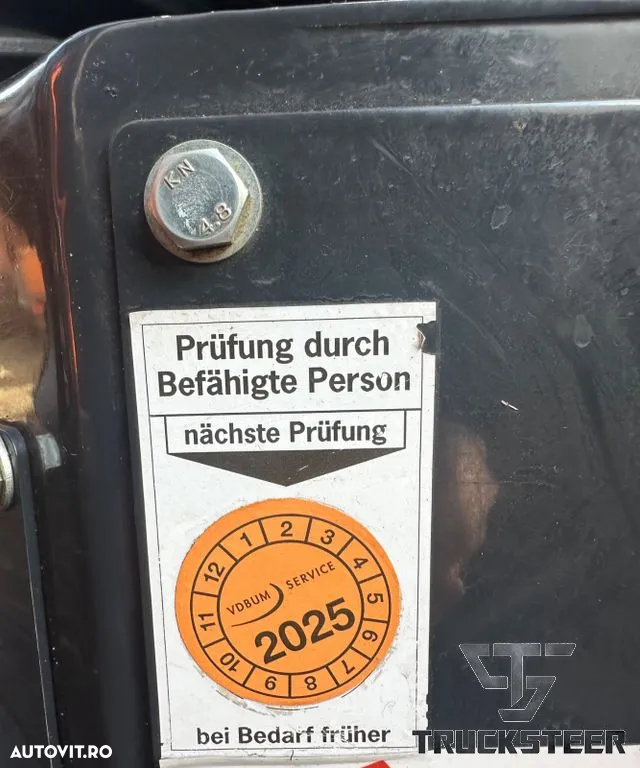 KN
4.8
Prüfung durch
Befähigte Person
nächste Prüfung
1 2 3 4 5 6 7 8 9 10 11 12
VDBUM SERVICE
2025
bei Bedarf früher
TRUCKSTEER
AUTOVIT.RO